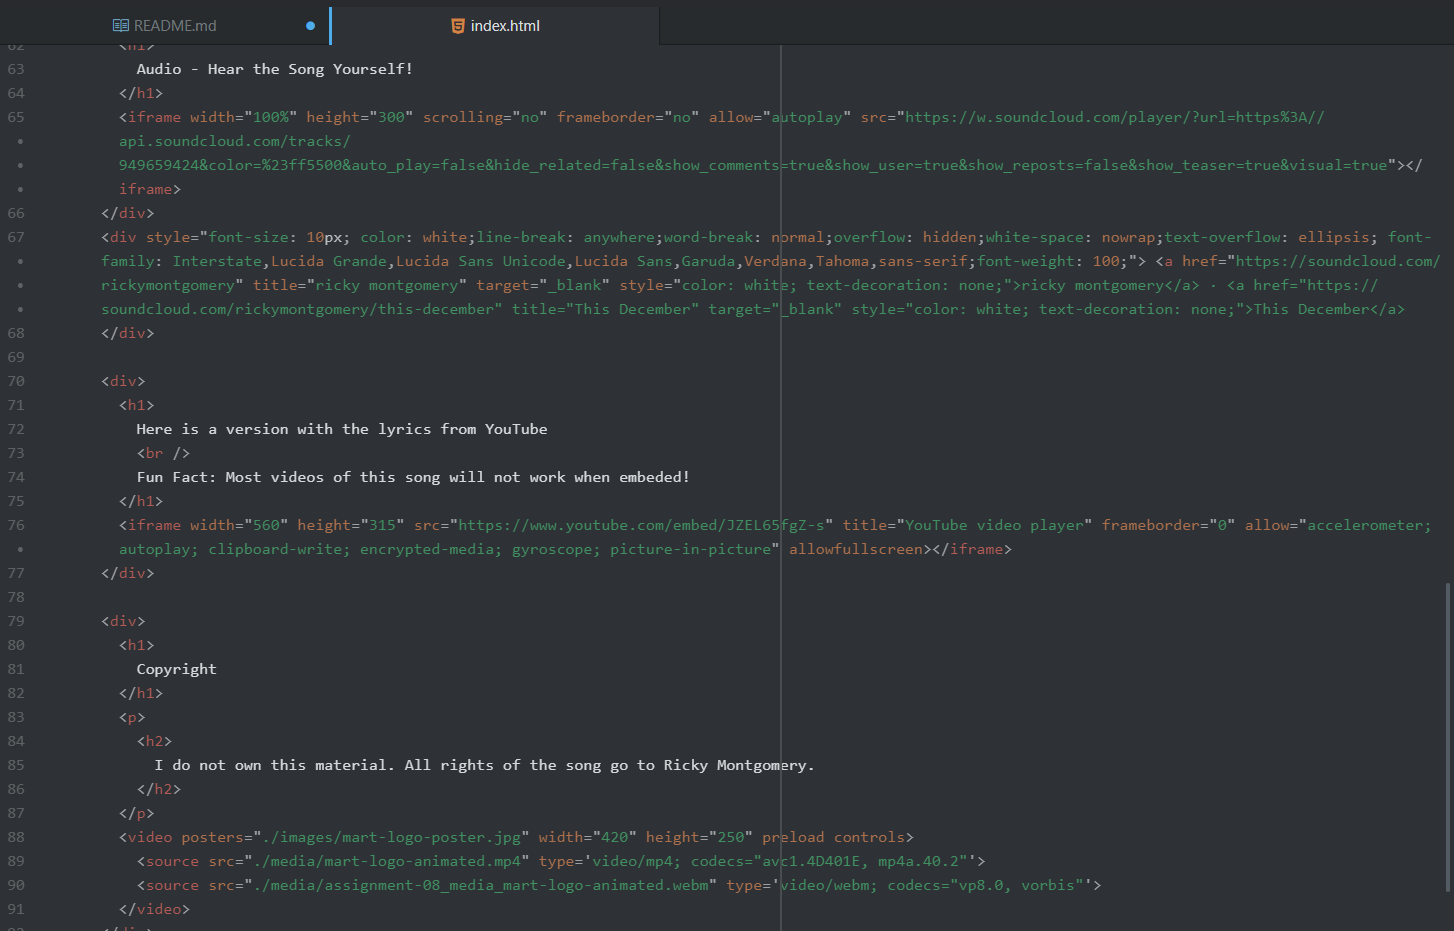 README.md
index.html
62 <h1>
63 Audio - Hear the Song Yourself!
64 </h1>
65 <iframe width="100%" height="300" scrolling="no" frameborder="no" allow="autoplay" src="https://w.soundcloud.com/player/?url=https%3A//
• api.soundcloud.com/tracks/
• 949659424&color=%23ff5500&auto_play=false&hide_related=false&show_comments=true&show_user=true&show_reposts=false&show_teaser=true&visual=true"></
• iframe>
66 </div>
67 <div style="font-size: 10px; color: white;line-break: anywhere;word-break: normal;overflow: hidden;white-space: nowrap;text-overflow: ellipsis; font-
• family: Interstate,Lucida Grande,Lucida Sans Unicode,Lucida Sans,Garuda,Verdana,Tahoma,sans-serif;font-weight: 100;"> <a href="https://soundcloud.com/
• rickymontgomery" title="ricky montgomery" target="_blank" style="color: white; text-decoration: none;">ricky montgomery</a> · <a href="https://
• soundcloud.com/rickymontgomery/this-december" title="This December" target="_blank" style="color: white; text-decoration: none;">This December</a>
68 </div>
69
70 <div>
71 <h1>
72 Here is a version with the lyrics from YouTube
73 <br />
74 Fun Fact: Most videos of this song will not work when embeded!
75 </h1>
76 <iframe width="560" height="315" src="https://www.youtube.com/embed/JZEL65fgZ-s" title="YouTube video player" frameborder="0" allow="accelerometer;
• autoplay; clipboard-write; encrypted-media; gyroscope; picture-in-picture" allowfullscreen></iframe>
77 </div>
78
79 <div>
80 <h1>
81 Copyright
82 </h1>
83 <p>
84 <h2>
85 I do not own this material. All rights of the song go to Ricky Montgomery.
86 </h2>
87 </p>
88 <video posters="./images/mart-logo-poster.jpg" width="420" height="250" preload controls>
89 <source src="./media/mart-logo-animated.mp4" type='video/mp4; codecs="avc1.4D401E, mp4a.40.2"'>
90 <source src="./media/assignment-08_media_mart-logo-animated.webm" type='video/webm; codecs="vp8.0, vorbis"'>
91 </video>
92 </div>